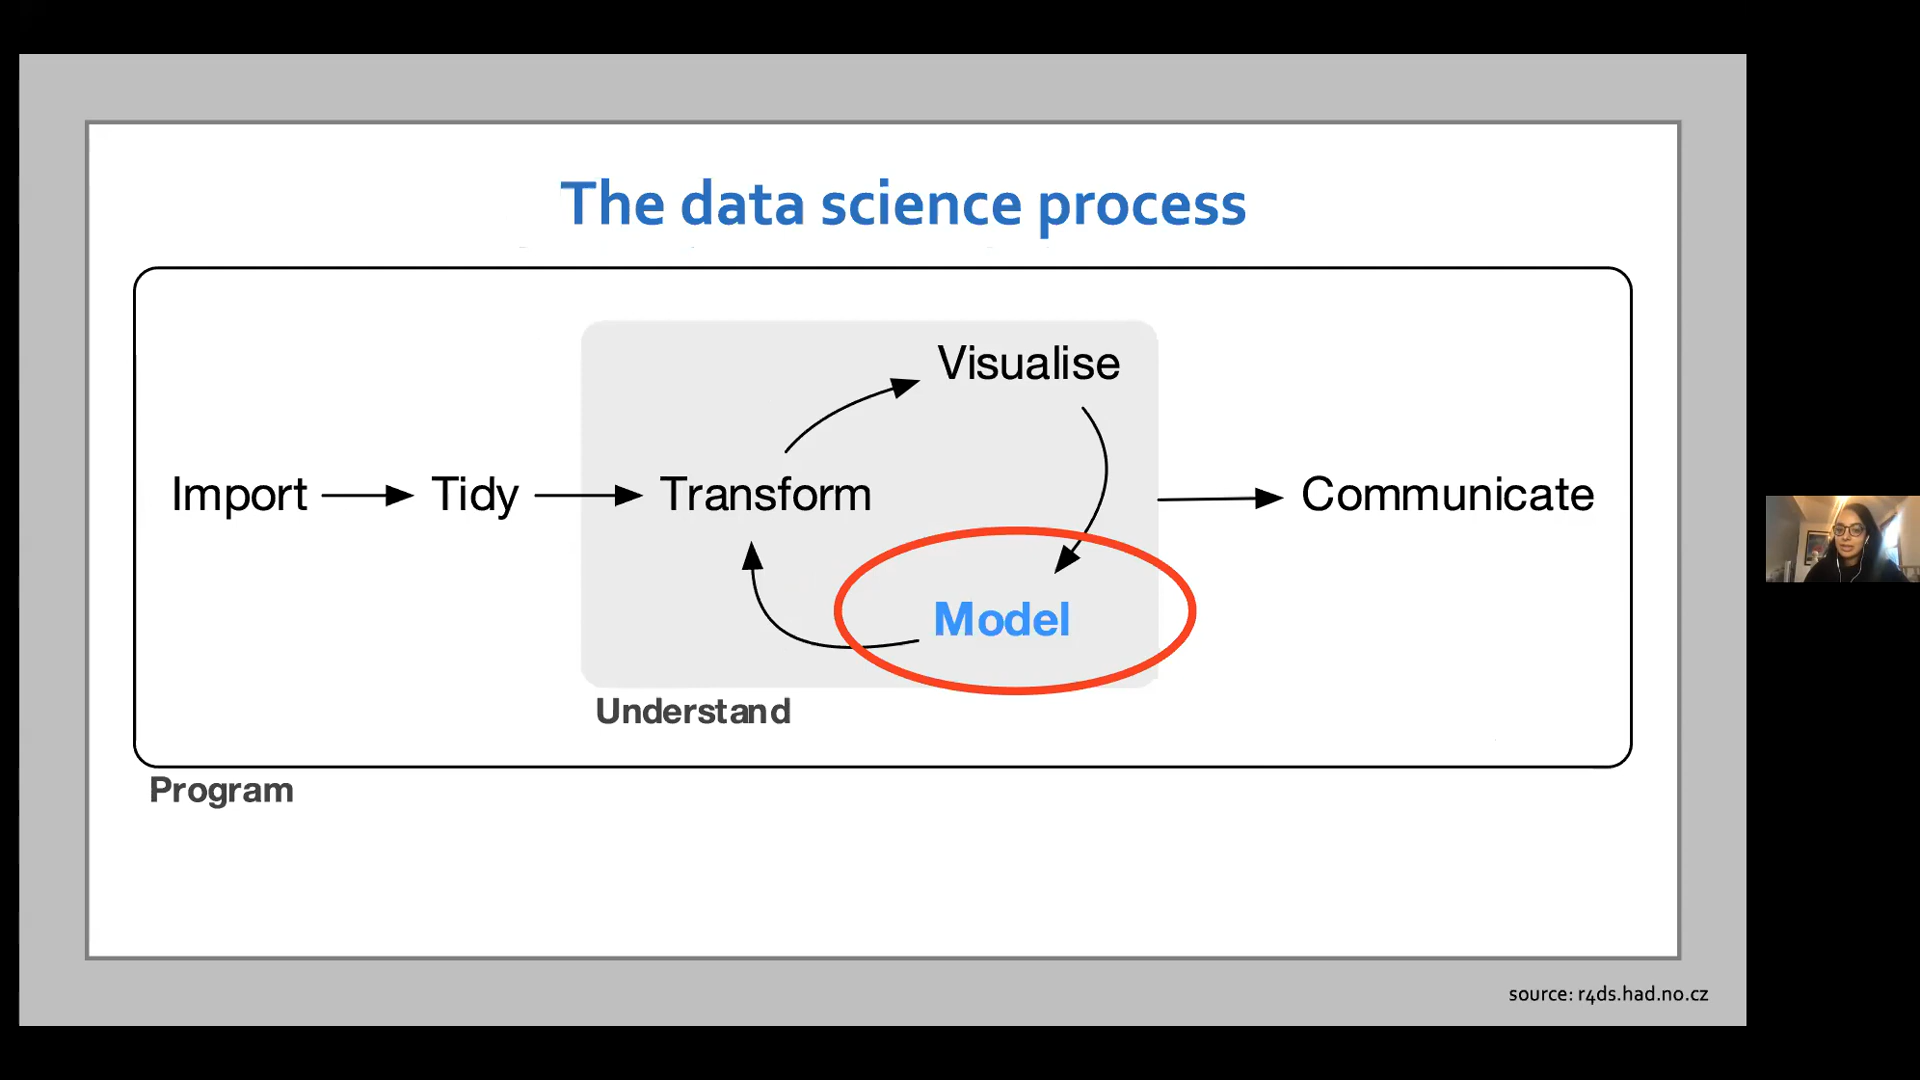 The data science process
Visualise
Import
Tidy
Transform
Communicate
Model
Understand
Program
source: r4ds.had.no.cz